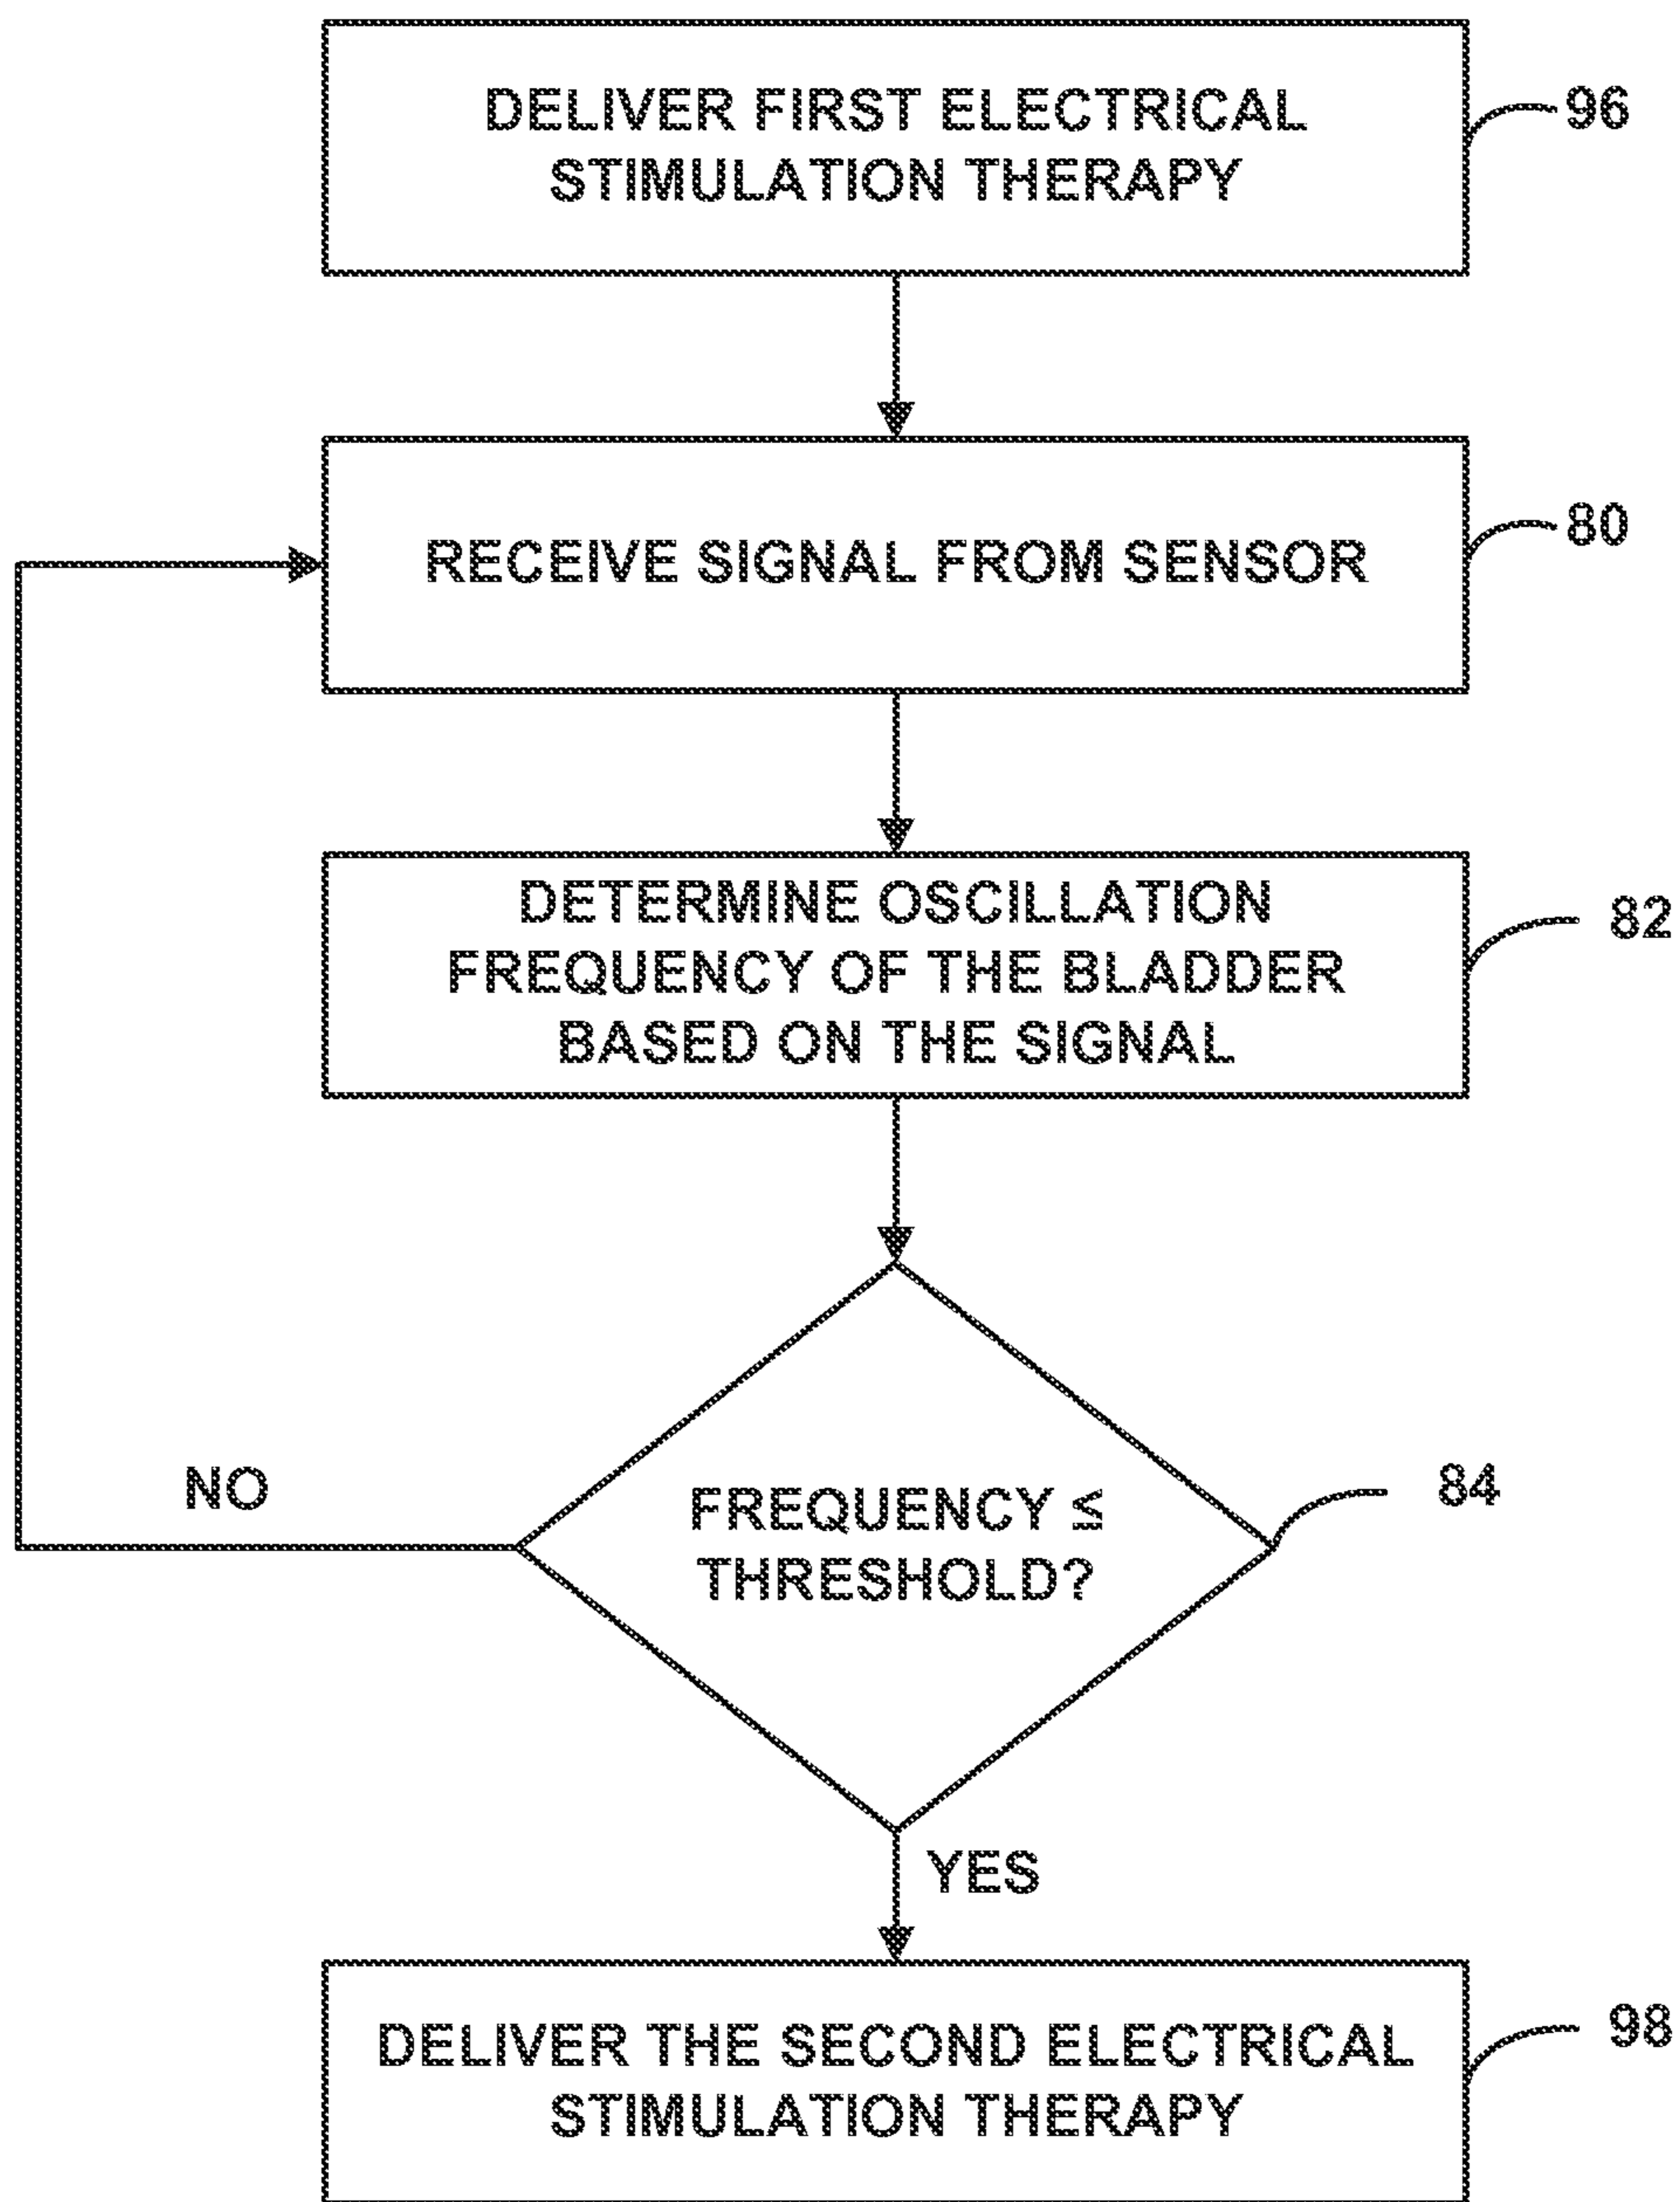 DELIVER FIRST ELECTRICAL
STIMULATION THERAPY
96
RECEIVE SIGNAL FROM SENSOR
80
DETERMINE OSCILLATION
FREQUENCY OF THE BLADDER
BASED ON THE SIGNAL
82
NO
FREQUENCY ≤
THRESHOLD?
84
YES
DELIVER THE SECOND ELECTRICAL
STIMULATION THERAPY
98